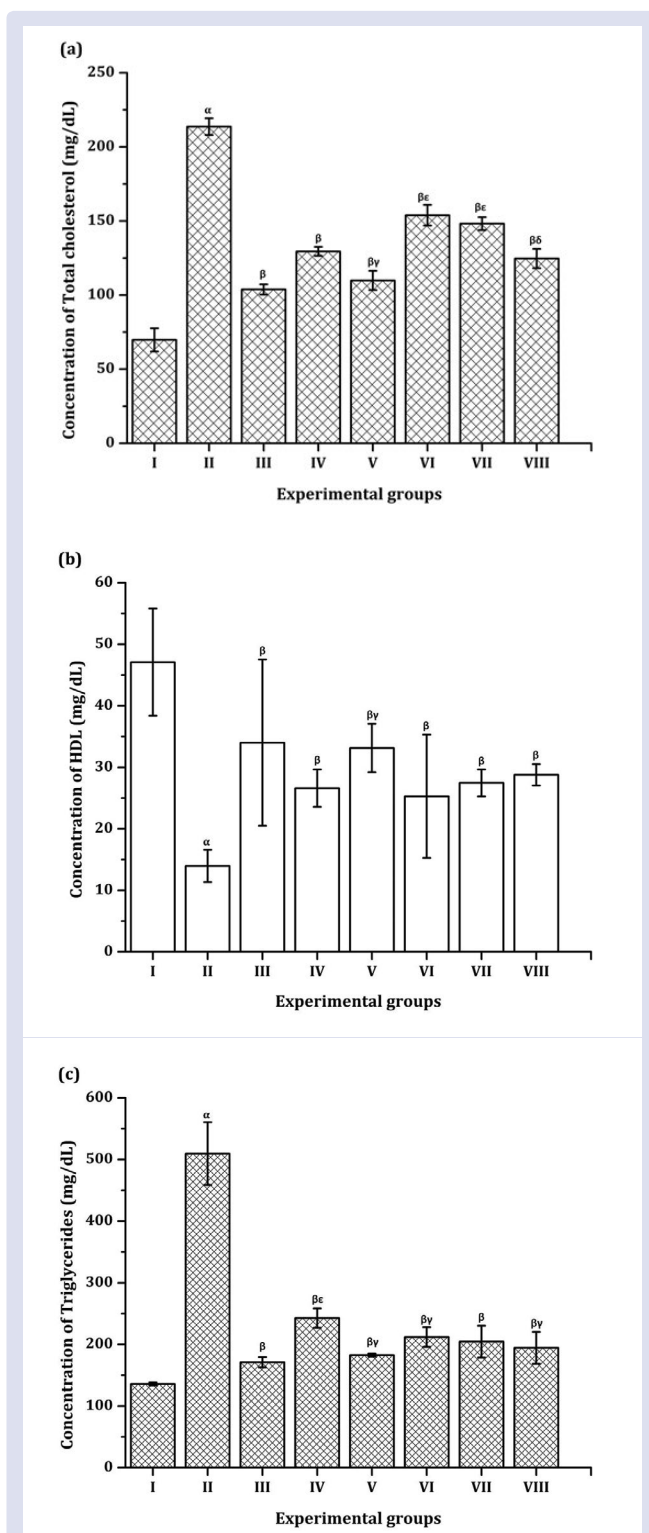 (a)
Concentration of Total cholesterol (mg/dL)
250
200
150
100
50
0
α
β
β
βγ
βε
βε
βδ
I II III IV V VI VII VIII
Experimental groups
(b)
Concentration of HDL (mg/dL)
60
50
40
30
20
10
0
α
β
β
βγ
β
β
β
I II III IV V VI VII VIII
Experimental groups
(c)
Concentration of Triglycerides (mg/dL)
600
500
400
300
200
100
0
α
β
βε
βγ
βγ
β
βγ
I II III IV V VI VII VIII
Experimental groups